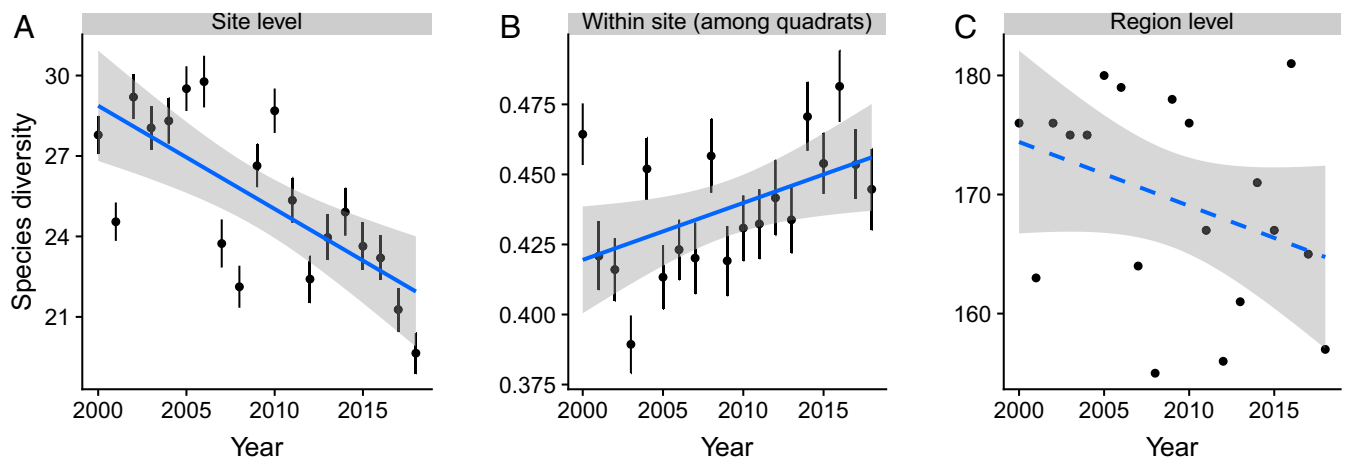 A
Site level
Species diversity
30
27
24
21
2000 2005 2010 2015
Year
B
Within site (among quadrats)
0.475
0.450
0.425
0.400
0.375
2000 2005 2010 2015
Year
C
Region level
180
170
160
2000 2005 2010 2015
Year